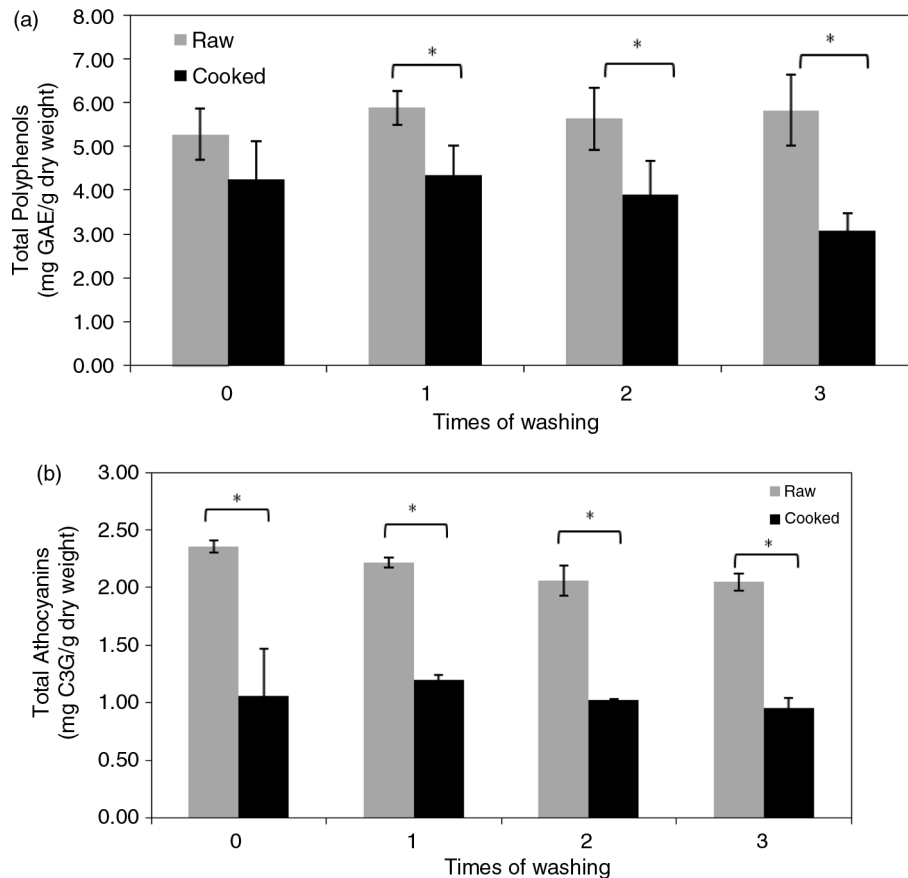 (a)
8.00
7.00
6.00
5.00
4.00
3.00
2.00
1.00
0.00
Total Polyphenols
(mg GAE/g dry weight)
Raw
Cooked
*
*
*
0 1 2 3
Times of washing
(b)
3.00
2.50
2.00
1.50
1.00
0.50
0.00
Total Athocyanins
(mg C3G/g dry weight)
Raw
Cooked
*
*
*
*
0 1 2 3
Times of washing